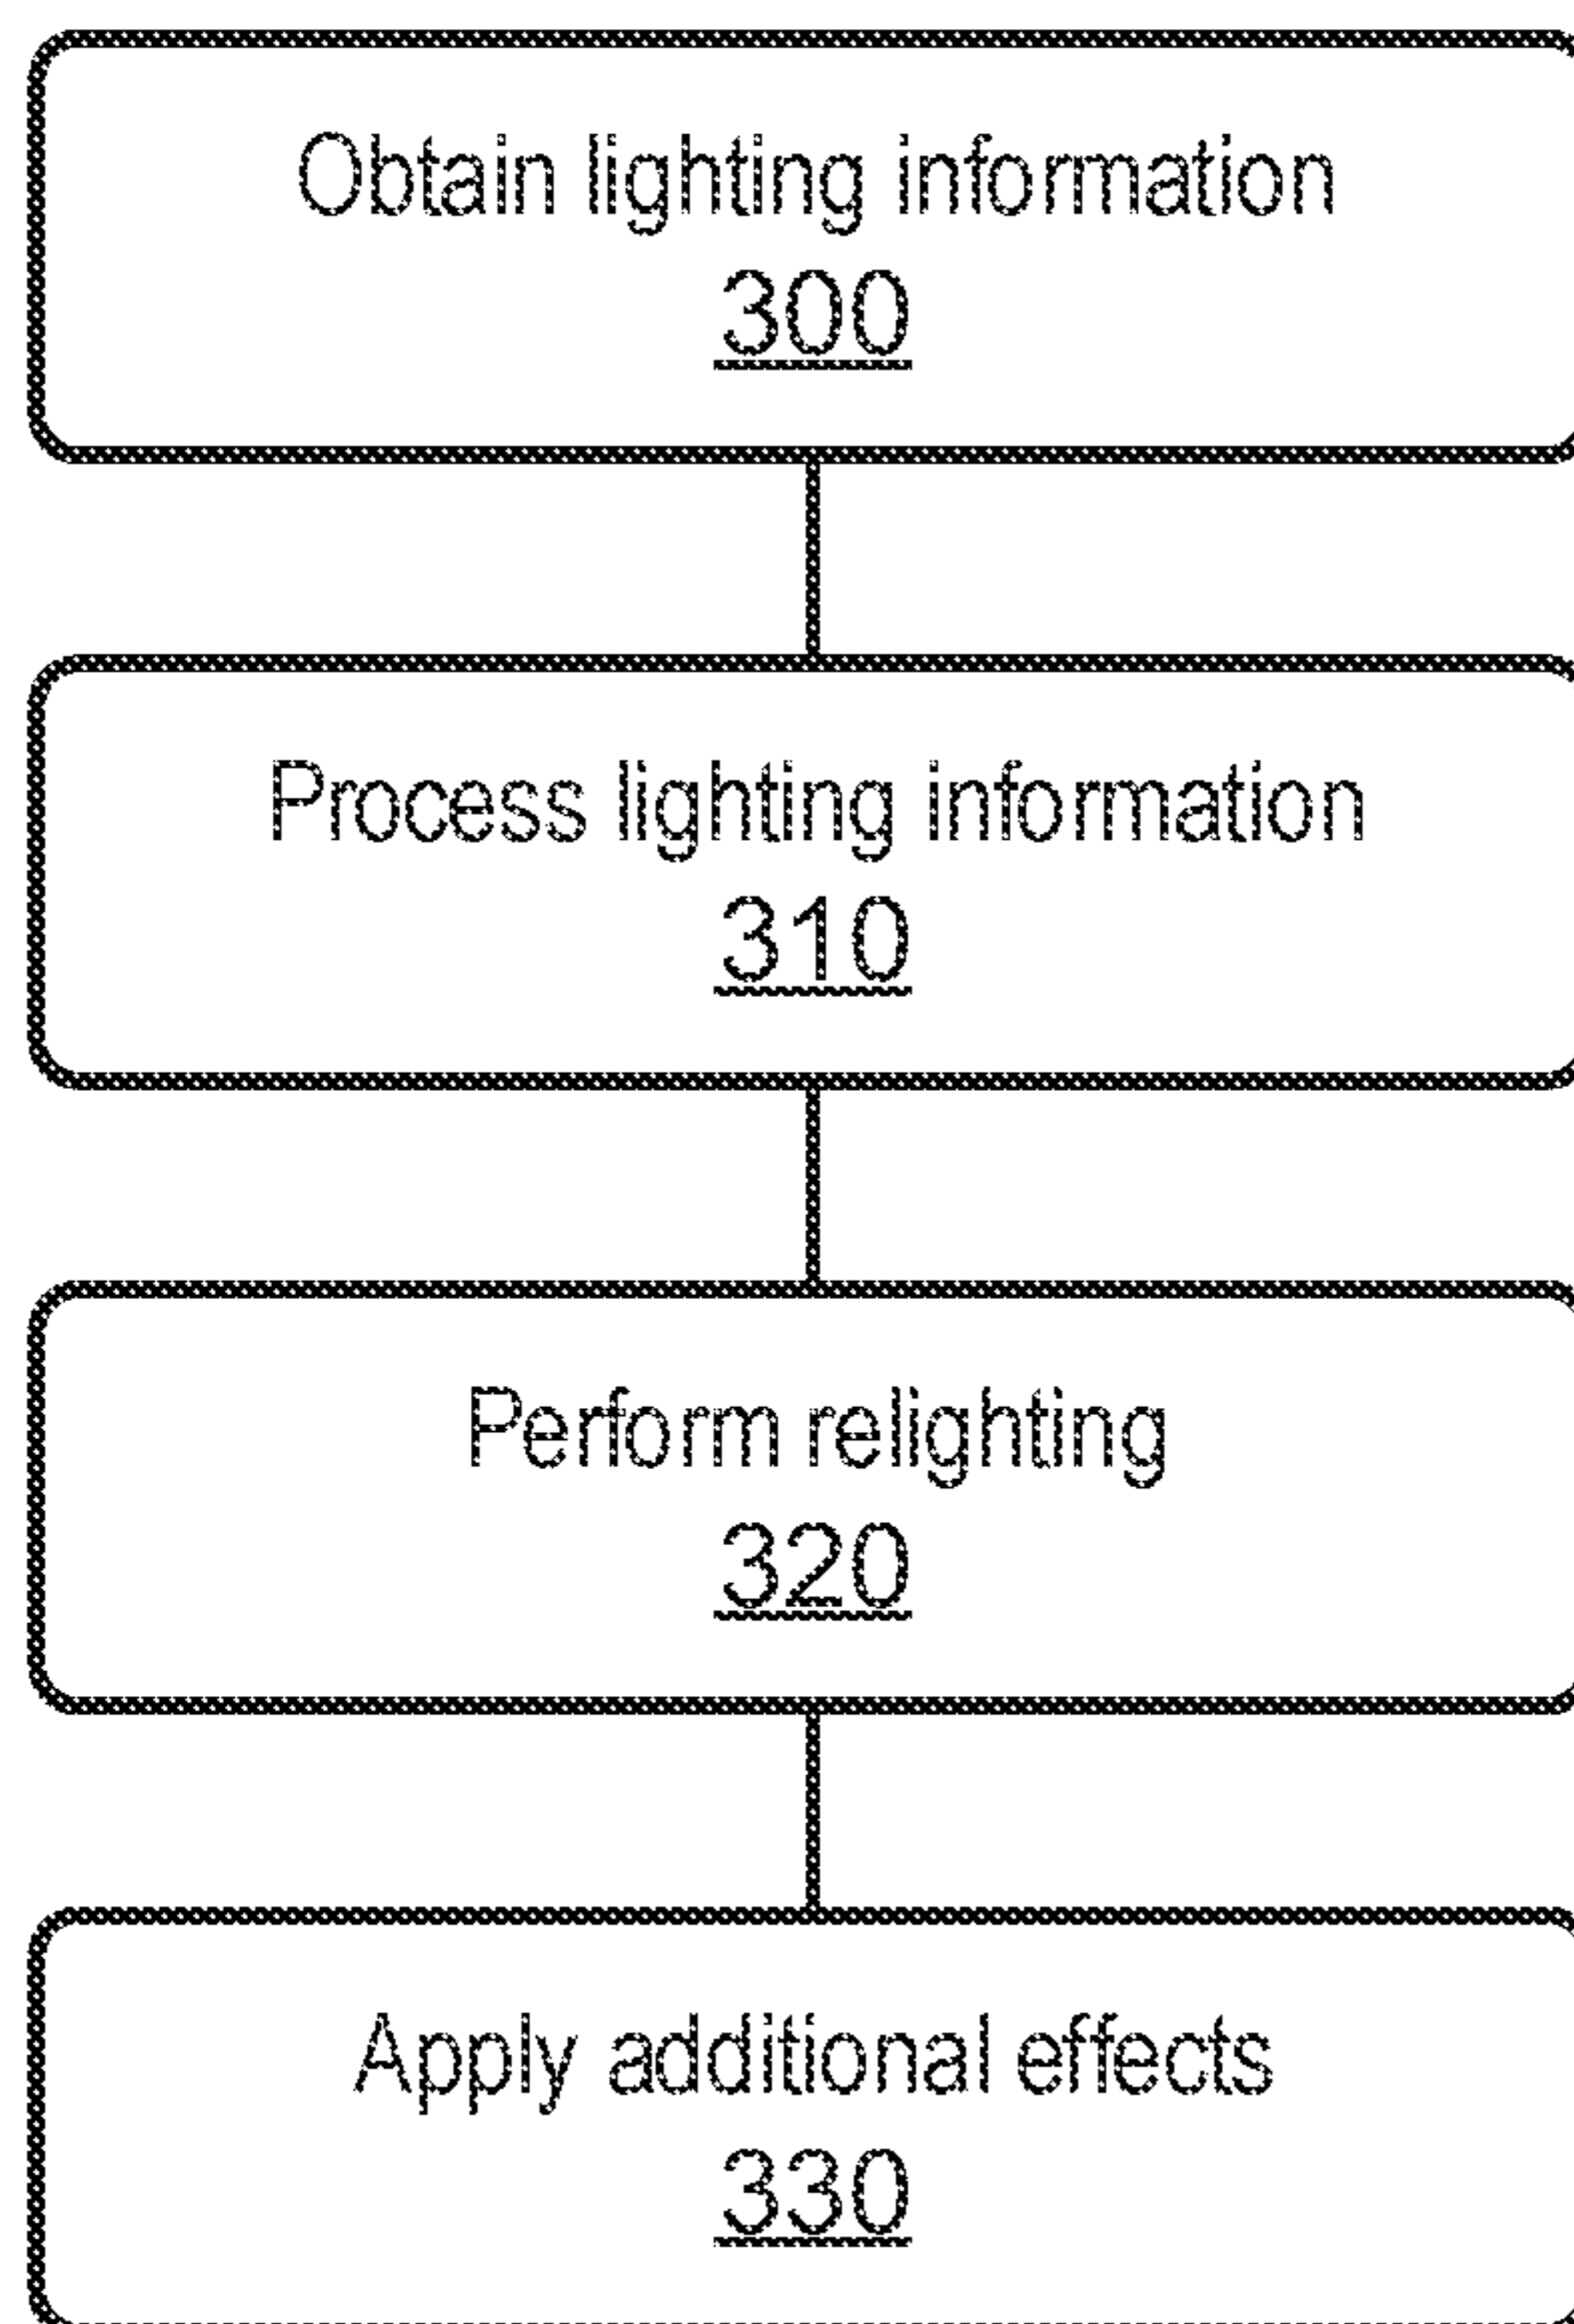 Obtain lighting information
300
Process lighting information
310
Perform relighting
320
Apply additional effects
330